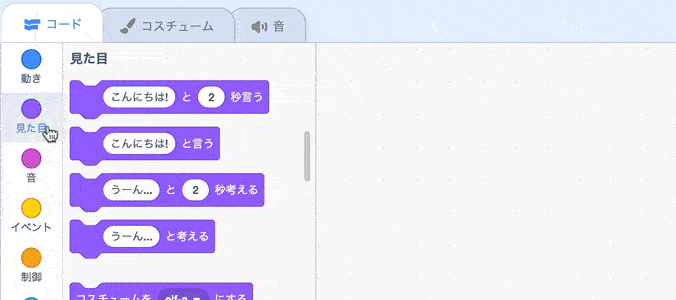 コード
コスチューム
音
動き
見た目
音
イベント
制御
見た目
こんにちは! と 2 秒言う
こんにちは! と言う
うーん... と 2 秒考える
うーん... と考える
コスチュームを elf-a にする